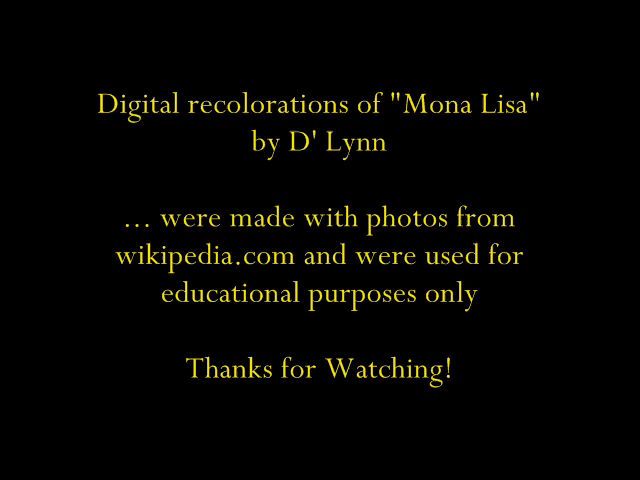 Digital recolorations of "Mona Lisa"
by D' Lynn
... were made with photos from
wikipedia.com and were used for
educational purposes only
Thanks for Watching!